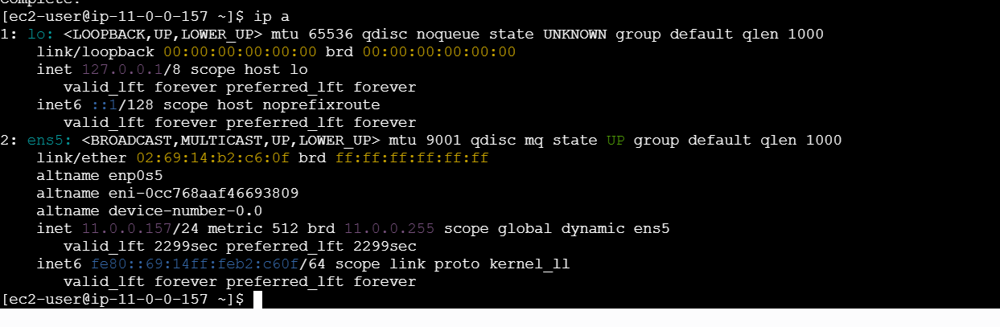 Complete!
[ec2-user@ip-11-0-0-157 ~]$ ip a
1: lo: <LOOPBACK,UP,LOWER_UP> mtu 65536 qdisc noqueue state UNKNOWN group default qlen 1000
    link/loopback 00:00:00:00:00:00 brd 00:00:00:00:00:00
    inet 127.0.0.1/8 scope host lo
       valid_lft forever preferred_lft forever
    inet6 ::1/128 scope host noprefixroute
       valid_lft forever preferred_lft forever
2: ens5: <BROADCAST,MULTICAST,UP,LOWER_UP> mtu 9001 qdisc mq state UP group default qlen 1000
    link/ether 02:69:14:b2:c6:0f brd ff:ff:ff:ff:ff:ff
    altname enp0s5
    altname eni-0cc768aaf46693809
    altname device-number-0.0
    inet 11.0.0.157/24 metric 512 brd 11.0.0.255 scope global dynamic ens5
       valid_lft 2299sec preferred_lft 2299sec
    inet6 fe80::69:14ff:feb2:c60f/64 scope link proto kernel_ll
       valid_lft forever preferred_lft forever
[ec2-user@ip-11-0-0-157 ~]$